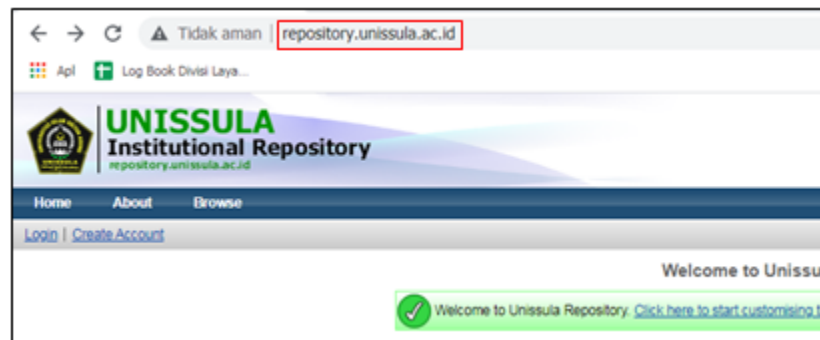 Tidak aman | repository.unissula.ac.id
Apl Log Book Divisi Laya...
UNISSULA
Institutional Repository
repository.unissula.ac.id
Home About Browse
Login | Create Account
Welcome to Unissu
Welcome to Unissula Repository. Click here to start customising t